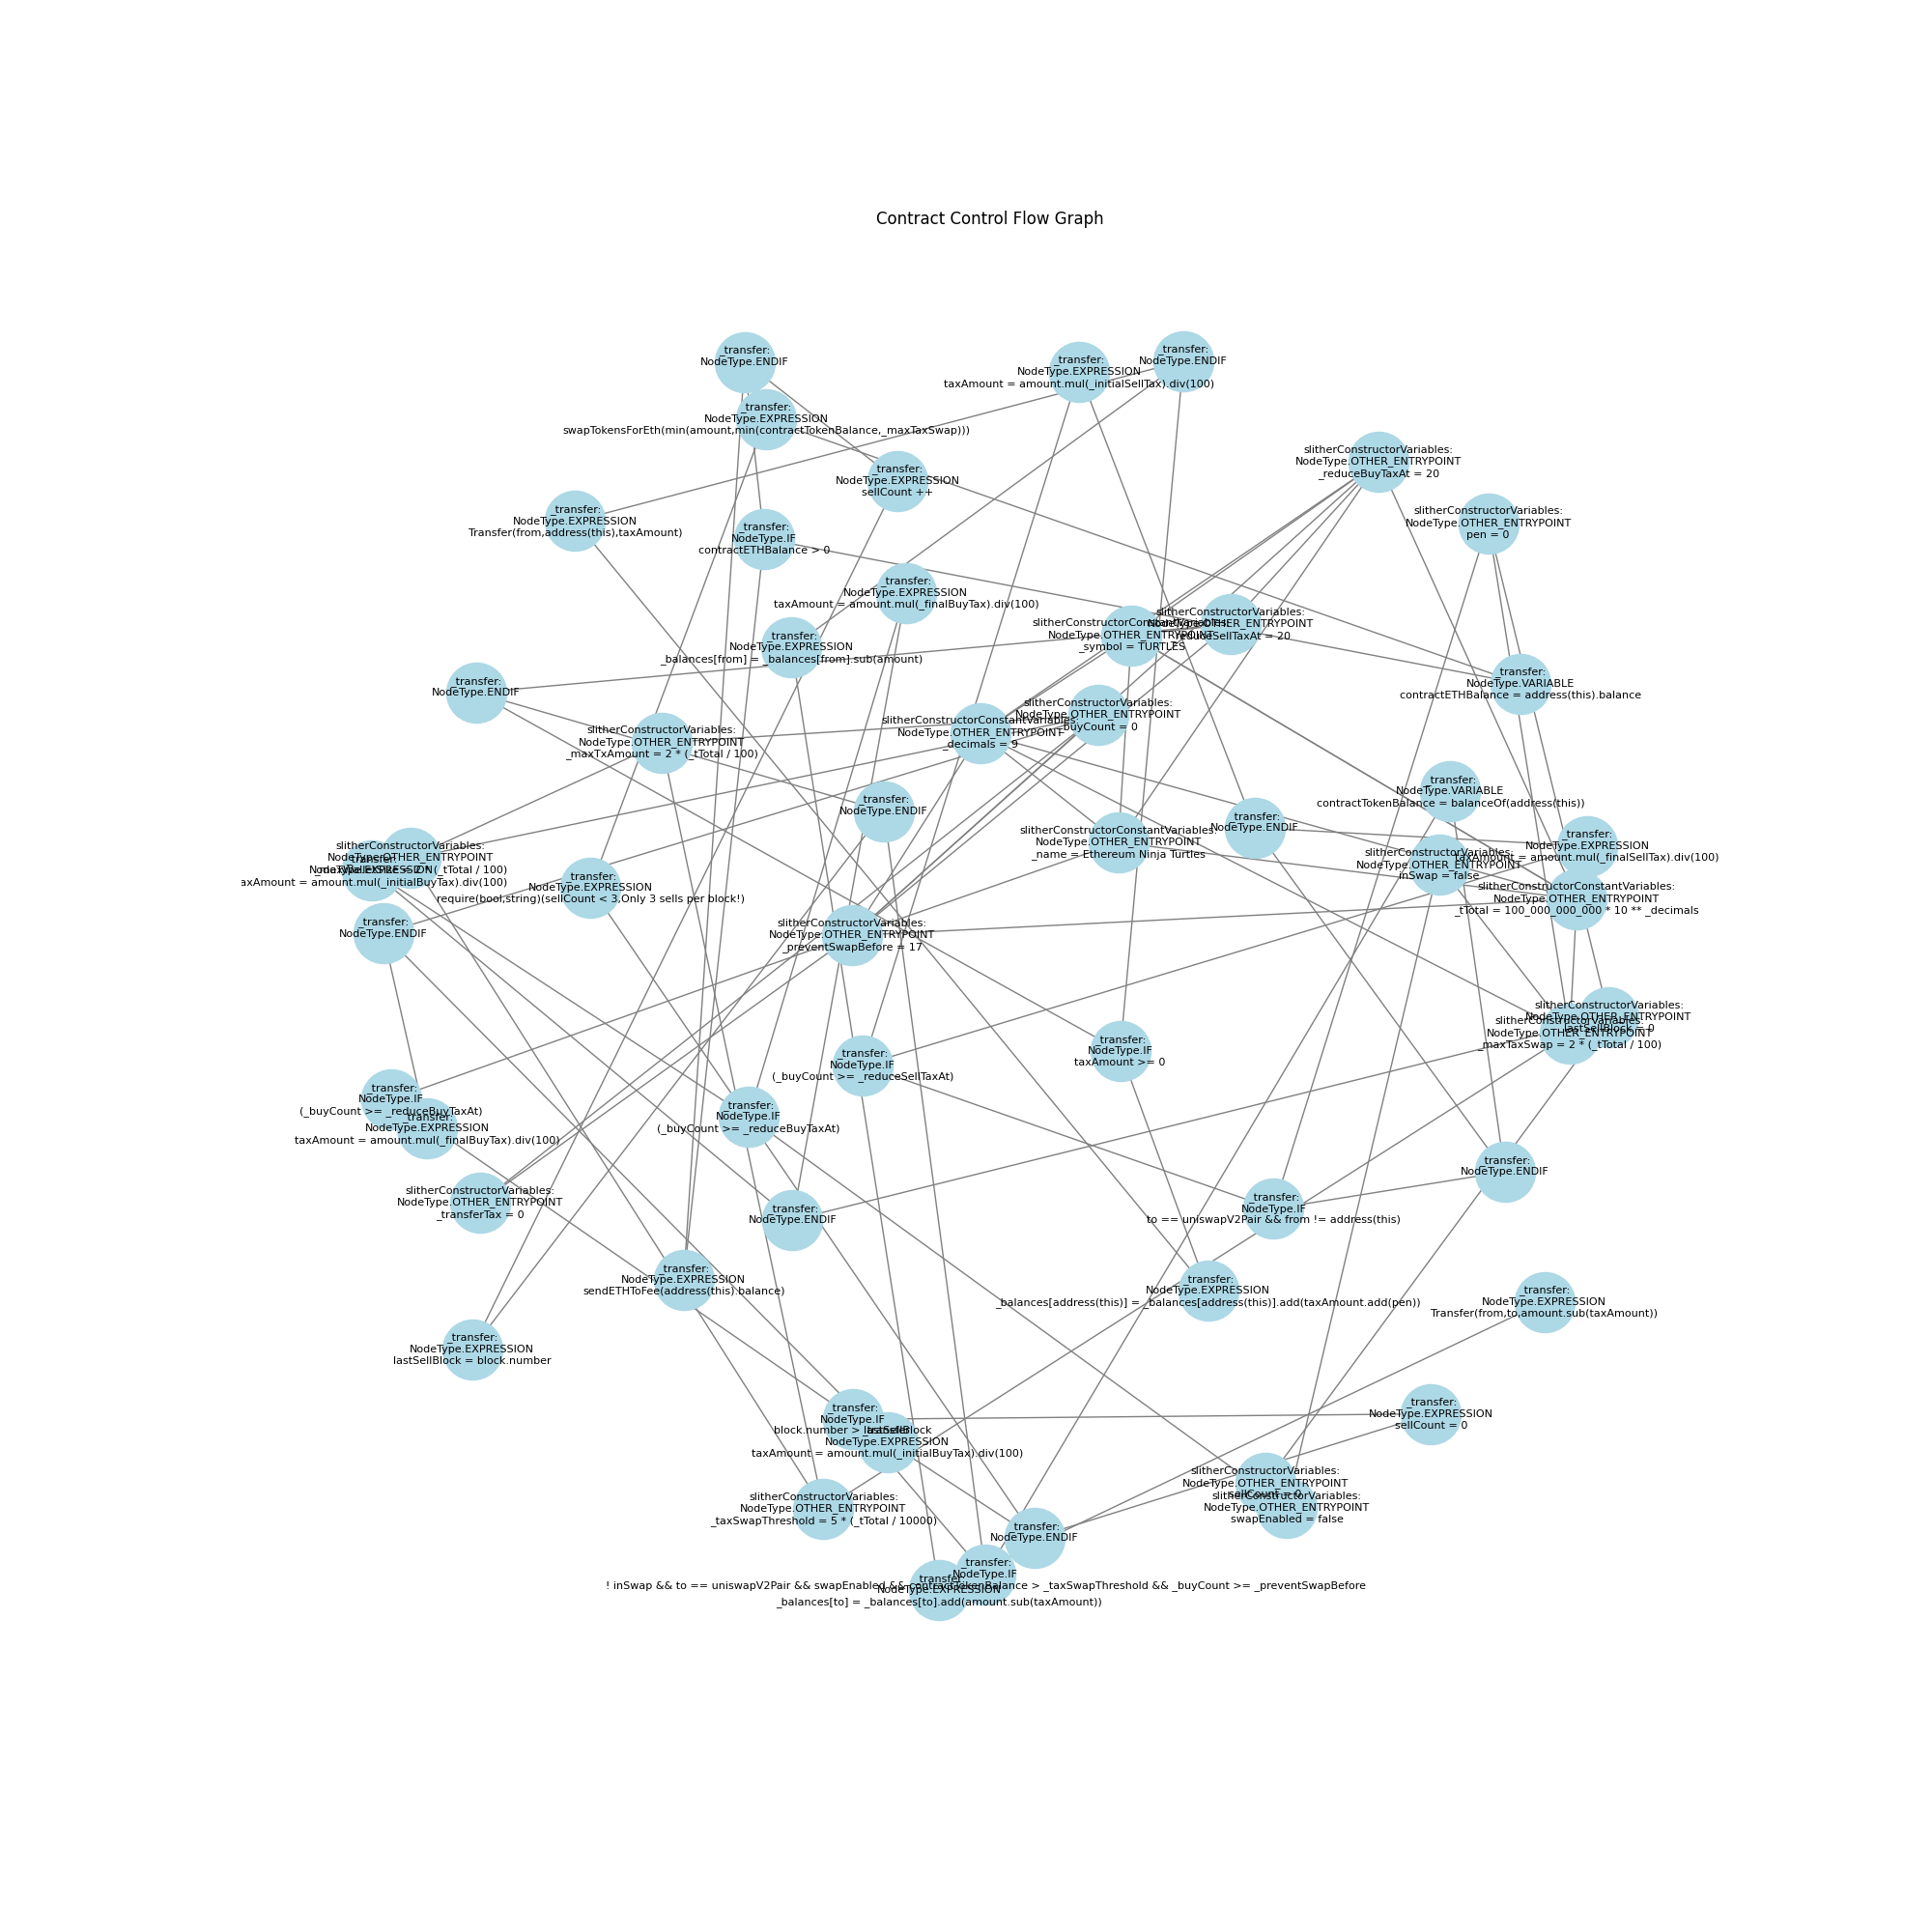 Contract Control Flow Graph
_transfer:
NodeType.ENDIF
_transfer:
NodeType.EXPRESSION
taxAmount = amount.mul(_initialSellTax).div(100)
_transfer:
NodeType.ENDIF
_transfer:
NodeType.EXPRESSION
swapTokensForEth(min(amount,min(contractTokenBalance,_maxTaxSwap)))
slitherConstructorVariables:
NodeType.OTHER_ENTRYPOINT
_reduceBuyTaxAt = 20
_transfer:
NodeType.EXPRESSION
sellCount ++
_transfer:
NodeType.EXPRESSION
Transfer(from,address(this),taxAmount)
slitherConstructorVariables:
NodeType.OTHER_ENTRYPOINT
pen = 0
_transfer:
NodeType.IF
contractETHBalance > 0
_transfer:
NodeType.EXPRESSION
taxAmount = amount.mul(_finalBuyTax).div(100)
slitherConstructorConstantVariables:
NodeType.OTHER_ENTRYPOINT
_symbol = TURTLES
slitherConstructorVariables:
NodeType.OTHER_ENTRYPOINT
_reduceSellTaxAt = 20
_transfer:
NodeType.EXPRESSION
_balances[from] = _balances[from].sub(amount)
_transfer:
NodeType.ENDIF
_transfer:
NodeType.VARIABLE
contractETHBalance = address(this).balance
slitherConstructorVariables:
NodeType.OTHER_ENTRYPOINT
_buyCount = 0
slitherConstructorConstantVariables:
NodeType.OTHER_ENTRYPOINT
_decimals = 9
slitherConstructorVariables:
NodeType.OTHER_ENTRYPOINT
_maxTxAmount = 2 * (_tTotal / 100)
_transfer:
NodeType.VARIABLE
contractTokenBalance = balanceOf(address(this))
_transfer:
NodeType.ENDIF
_transfer:
NodeType.ENDIF
slitherConstructorConstantVariables:
NodeType.OTHER_ENTRYPOINT
_name = Ethereum Ninja Turtles
_transfer:
NodeType.EXPRESSION
taxAmount = amount.mul(_finalSellTax).div(100)
slitherConstructorVariables:
NodeType.OTHER_ENTRYPOINT
inSwap = false
slitherConstructorVariables:
NodeType.OTHER_ENTRYPOINT
_maxWalletSize = 2 * (_tTotal / 100)
_transfer:
NodeType.EXPRESSION
axAmount = amount.mul(_initialBuyTax).div(100)
_transfer:
NodeType.EXPRESSION
require(bool,string)(sellCount < 3,Only 3 sells per block!)
slitherConstructorConstantVariables:
NodeType.OTHER_ENTRYPOINT
_tTotal = 100_000_000_000 * 10 ** _decimals
_transfer:
NodeType.ENDIF
slitherConstructorVariables:
NodeType.OTHER_ENTRYPOINT
_preventSwapBefore = 17
slitherConstructorVariables:
NodeType.OTHER_ENTRYPOINT
lastSellBlock = 0
slitherConstructorVariables:
NodeType.OTHER_ENTRYPOINT
_maxTaxSwap = 2 * (_tTotal / 100)
_transfer:
NodeType.IF
taxAmount >= 0
_transfer:
NodeType.IF
(_buyCount >= _reduceSellTaxAt)
_transfer:
NodeType.IF
(_buyCount >= _reduceBuyTaxAt)
_transfer:
NodeType.EXPRESSION
taxAmount = amount.mul(_finalBuyTax).div(100)
_transfer:
NodeType.IF
(_buyCount >= _reduceBuyTaxAt)
_transfer:
NodeType.ENDIF
slitherConstructorVariables:
NodeType.OTHER_ENTRYPOINT
_transferTax = 0
_transfer:
NodeType.IF
to == uniswapV2Pair && from != address(this)
_transfer:
NodeType.ENDIF
_transfer:
NodeType.EXPRESSION
sendETHToFee(address(this).balance)
_transfer:
NodeType.EXPRESSION
_balances[address(this)] = _balances[address(this)].add(taxAmount.add(pen))
_transfer:
NodeType.EXPRESSION
Transfer(from,to,amount.sub(taxAmount))
_transfer:
NodeType.EXPRESSION
lastSellBlock = block.number
_transfer:
NodeType.EXPRESSION
sellCount = 0
_transfer:
NodeType.IF
block.number > lastSellBlock
_transfer:
NodeType.EXPRESSION
taxAmount = amount.mul(_initialBuyTax).div(100)
slitherConstructorVariables:
NodeType.OTHER_ENTRYPOINT
sellCount = 0
slitherConstructorVariables:
NodeType.OTHER_ENTRYPOINT
swapEnabled = false
slitherConstructorVariables:
NodeType.OTHER_ENTRYPOINT
_taxSwapThreshold = 5 * (_tTotal / 10000)
_transfer:
NodeType.ENDIF
_transfer:
NodeType.IF
! inSwap && to == uniswapV2Pair && swapEnabled && contractTokenBalance > _taxSwapThreshold && _buyCount >= _preventSwapBefore
_transfer:
NodeType.EXPRESSION
_balances[to] = _balances[to].add(amount.sub(taxAmount))